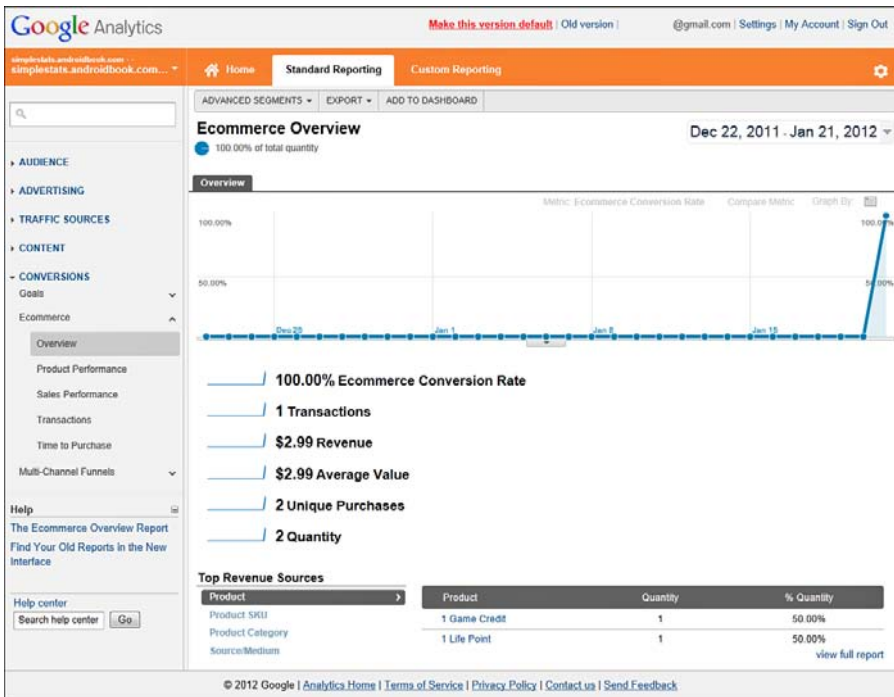 Google Analytics
Make this version default | Old version |
@gmail.com | Settings | My Account | Sign Out
simplestats.androidbook.com
simplestats.androidbook.com...
Home
Standard Reporting
Custom Reporting
ADVANCED SEGMENTS
EXPORT
ADD TO DASHBOARD
Ecommerce Overview
100.00% of total quantity
Dec 22, 2011 - Jan 21, 2012
AUDIENCE
ADVERTISING
TRAFFIC SOURCES
CONTENT
CONVERSIONS
Goals
Ecommerce
Overview
Product Performance
Sales Performance
Transactions
Time to Purchase
Multi-Channel Funnels
Help
The Ecommerce Overview Report
Find Your Old Reports in the New
Interface
Help center
Search help center
Go
Overview
Metric: Ecommerce Conversion Rate
Compare Metric
Graph By:
100.00%
100.00%
50.00%
50.00%
Jan 1
Jan 8
Jan 15
100.00% Ecommerce Conversion Rate
1 Transactions
$2.99 Revenue
$2.99 Average Value
2 Unique Purchases
2 Quantity
Top Revenue Sources
Product
Product SKU
Product Category
Source/Medium
Product Quantity % Quantity
1 Game Credit 1 50.00%
1 Life Point 1 50.00%
view full report
© 2012 Google | Analytics Home | Terms of Service | Privacy Policy | Contact us | Send Feedback